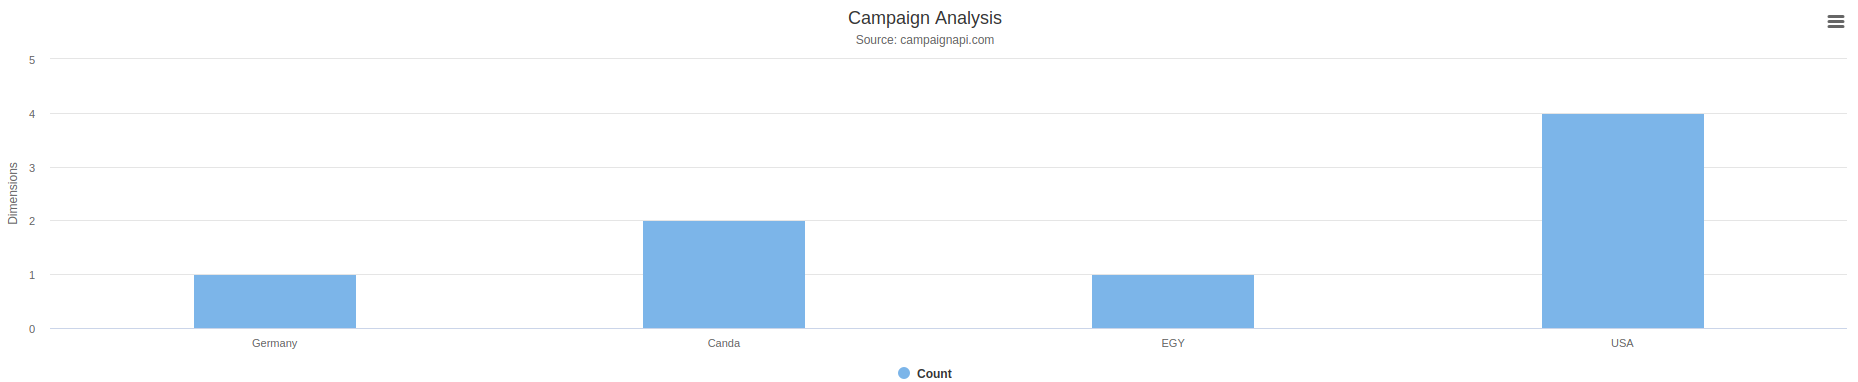 Campaign Analysis
Source: campaignapi.com
Dimensions
5
4
3
2
1
0
Germany
Canda
EGY
USA
Count